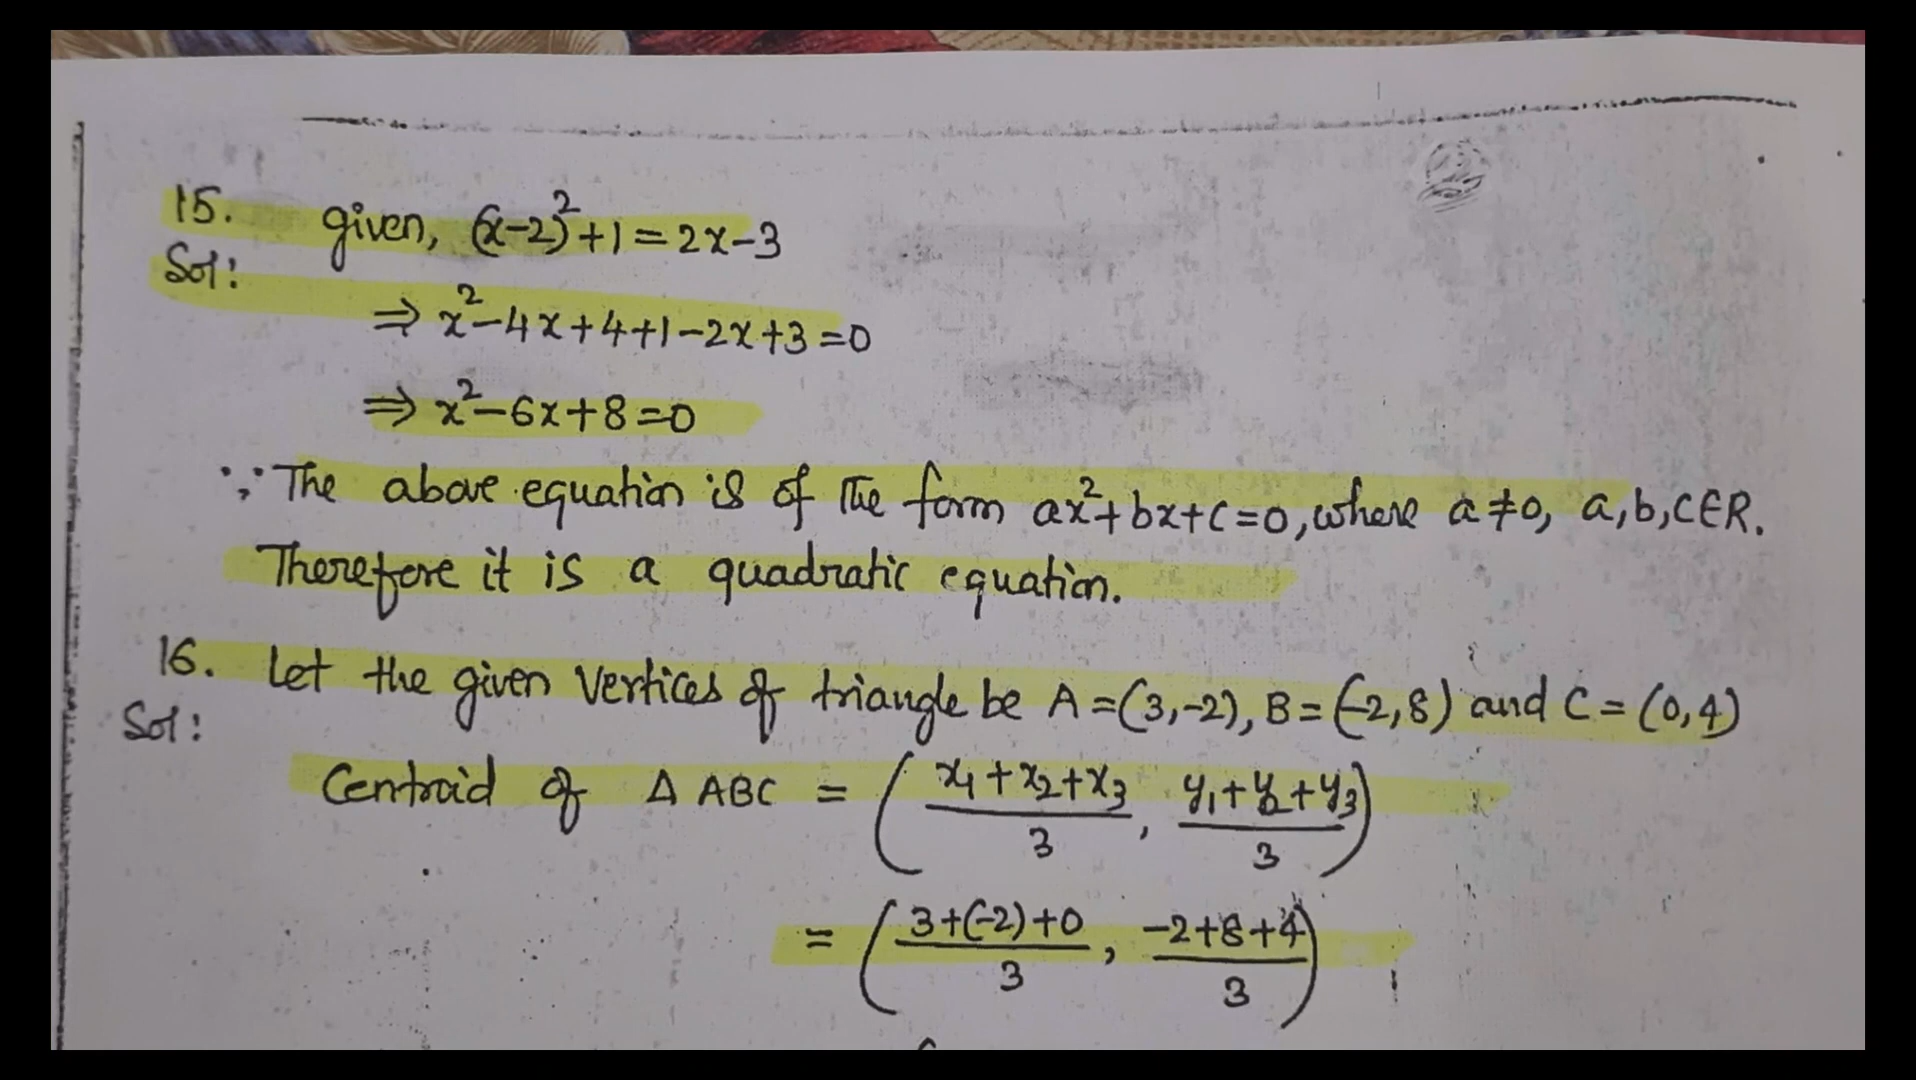 15. given, (x-2)²+1=2x-3
Sol:
⇒ x²-4x+4+1-2x+3=0
⇒ x²-6x+8=0
∵ The above equation is of the form ax²+bx+c=0, where a≠0, a,b,c∈R.
Therefore it is a quadratic equation.
16. Let the given vertices of triangle be A=(3,-2), B=(-2,8) and C=(0,4)
Sol:
Centroid of Δ ABC = ( x₁+x₂+x₃ / 3 , y₁+y₂+y₃ / 3 )
= ( 3+(-2)+0 / 3 , -2+8+4 / 3 )